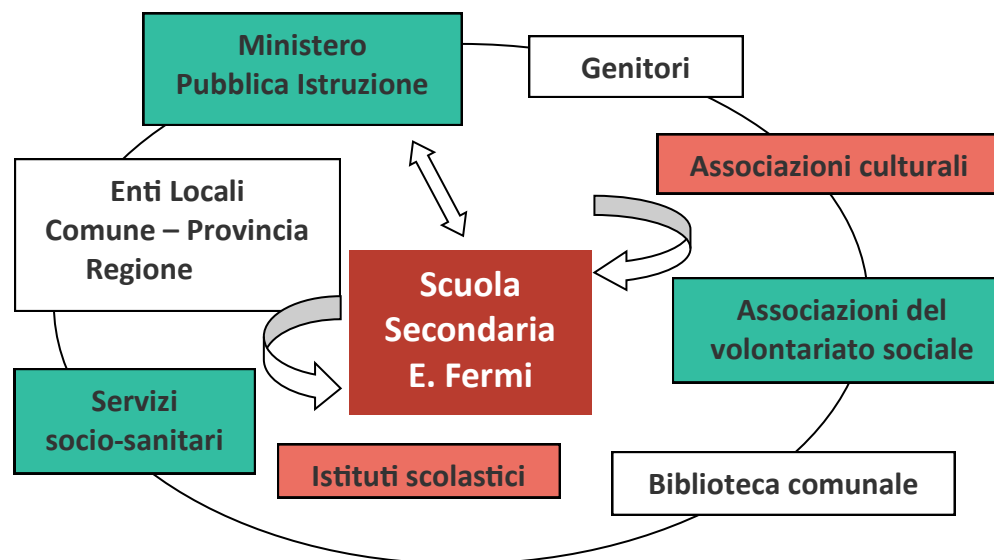 Ministero
Pubblica Istruzione
Genitori
Associazioni culturali
Enti Locali
Comune – Provincia
Regione
Scuola
Secondaria
E. Fermi
Associazioni del
volontariato sociale
Servizi
socio-sanitari
Istituti scolastici
Biblioteca comunale